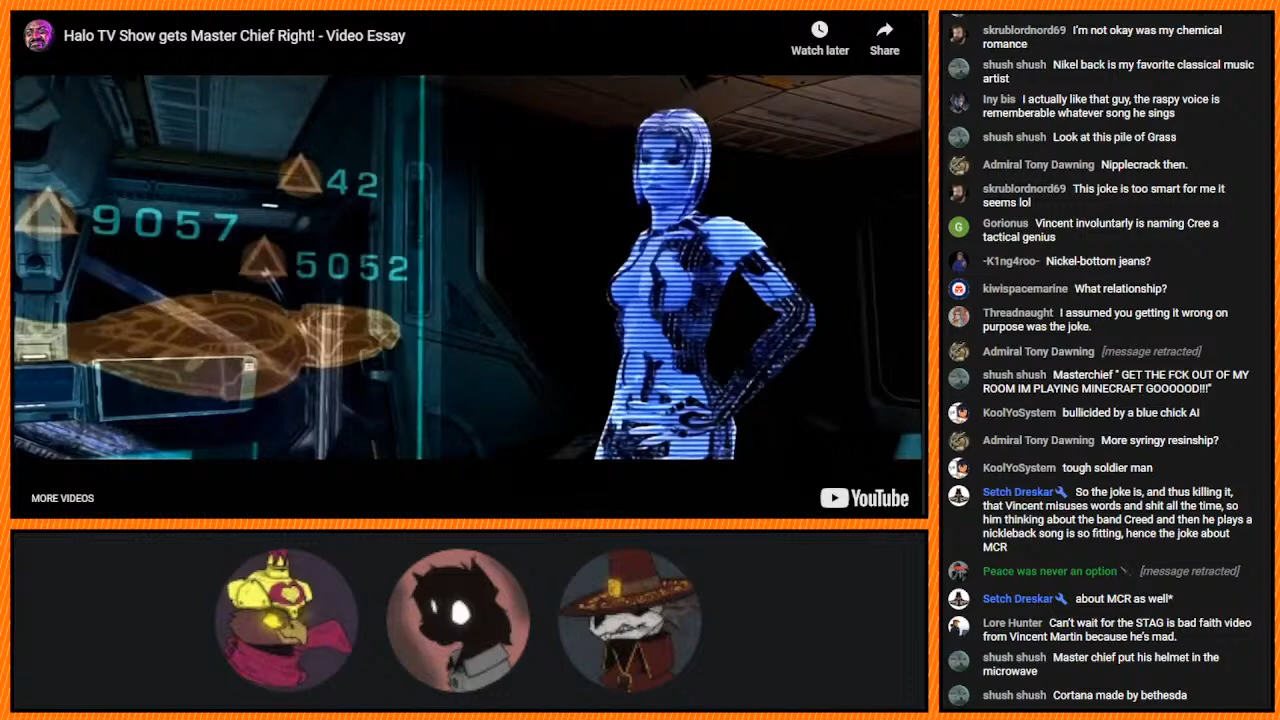 Halo TV Show gets Master Chief Right! - Video Essay
Watch later
Share
42
9057
5052
MORE VIDEOS
YouTube
skrublordnord69 I'm not okay was my chemical
romance
shush shush Nikel back is my favorite classical music
artist
Iny bis I actually like that guy, the raspy voice is
rememberable whatever song he sings
shush shush Look at this pile of Grass
Admiral Tony Dawning Nipplecrack then.
skrublordnord69 This joke is too smart for me it
seems lol
G
Gorionus Vincent involumarly is naming Cree a
tactical genius
-K1ng4roo- Nickel-bottom jeans?
kiwispacemarine What relationship?
Threadnaught I assumed you getting it wrong on
purpose was the joke.
Admiral Tony Dawning [message retracted]
shush shush Masterchief " GET THE FCK OUT OF MY
ROOM IM PLAYING MINECRAFT GOOOOD!!!"
KoolYoSystem bullicided by a blue chick AI
Admiral Tony Dawning More syringy resinship?
KoolYoSystem tough soldier man
Setch Dreskar So the joke is, and thus killing it,
that Vincent misuses words and shit all the time, so
him thinking about the band Creed and then he plays a
nickleback song is so fitting, hence the joke about
MCR
Peace was never an option [message retracted]
Setch Dreskar about MCR as well*
Lore Hunter Can't wait for the STAG is bad faith video
from Vincent Martin because he's mad.
shush shush Master chief put his helmet in the
microwave
shush shush Cortana made by bethesda